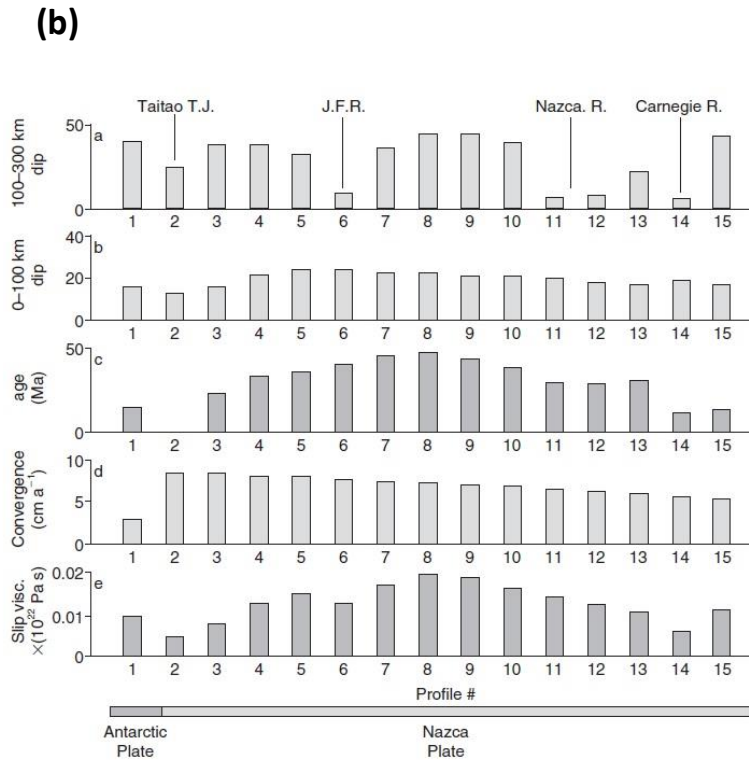 (b)
Taitao T.J. J.F.R. Nazca. R. Carnegie R.
100–300 km
dip
50
0
a
1 2 3 4 5 6 7 8 9 10 11 12 13 14 15
0–100 km
dip
40
20
0
b
1 2 3 4 5 6 7 8 9 10 11 12 13 14 15
age
(Ma)
50
0
c
1 2 3 4 5 6 7 8 9 10 11 12 13 14 15
Convergence
(cm a⁻¹)
10
5
0
d
1 2 3 4 5 6 7 8 9 10 11 12 13 14 15
Slip visc.
×(10²² Pa s)
0.02
0.01
0
e
1 2 3 4 5 6 7 8 9 10 11 12 13 14 15
Profile #
Antarctic
Plate
Nazca
Plate